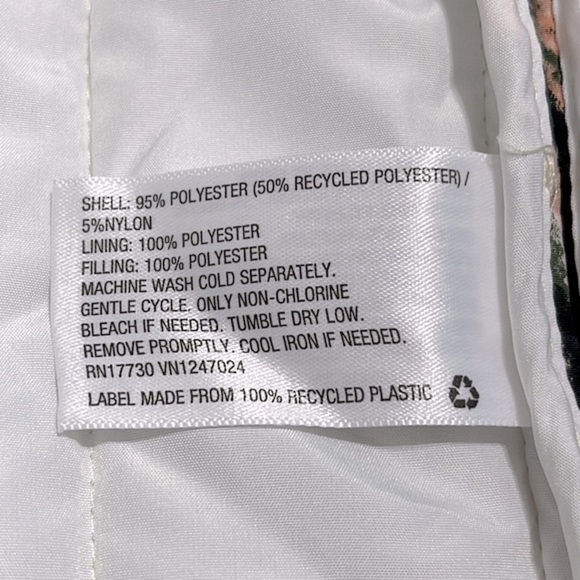 SHELL: 95% POLYESTER (50% RECYCLED POLYESTER) /
5%NYLON
LINING: 100% POLYESTER
FILLING: 100% POLYESTER
MACHINE WASH COLD SEPARATELY.
GENTLE CYCLE. ONLY NON-CHLORINE
BLEACH IF NEEDED. TUMBLE DRY LOW.
REMOVE PROMPTLY. COOL IRON IF NEEDED.
RN17730 VN1247024
LABEL MADE FROM 100% RECYCLED PLASTIC